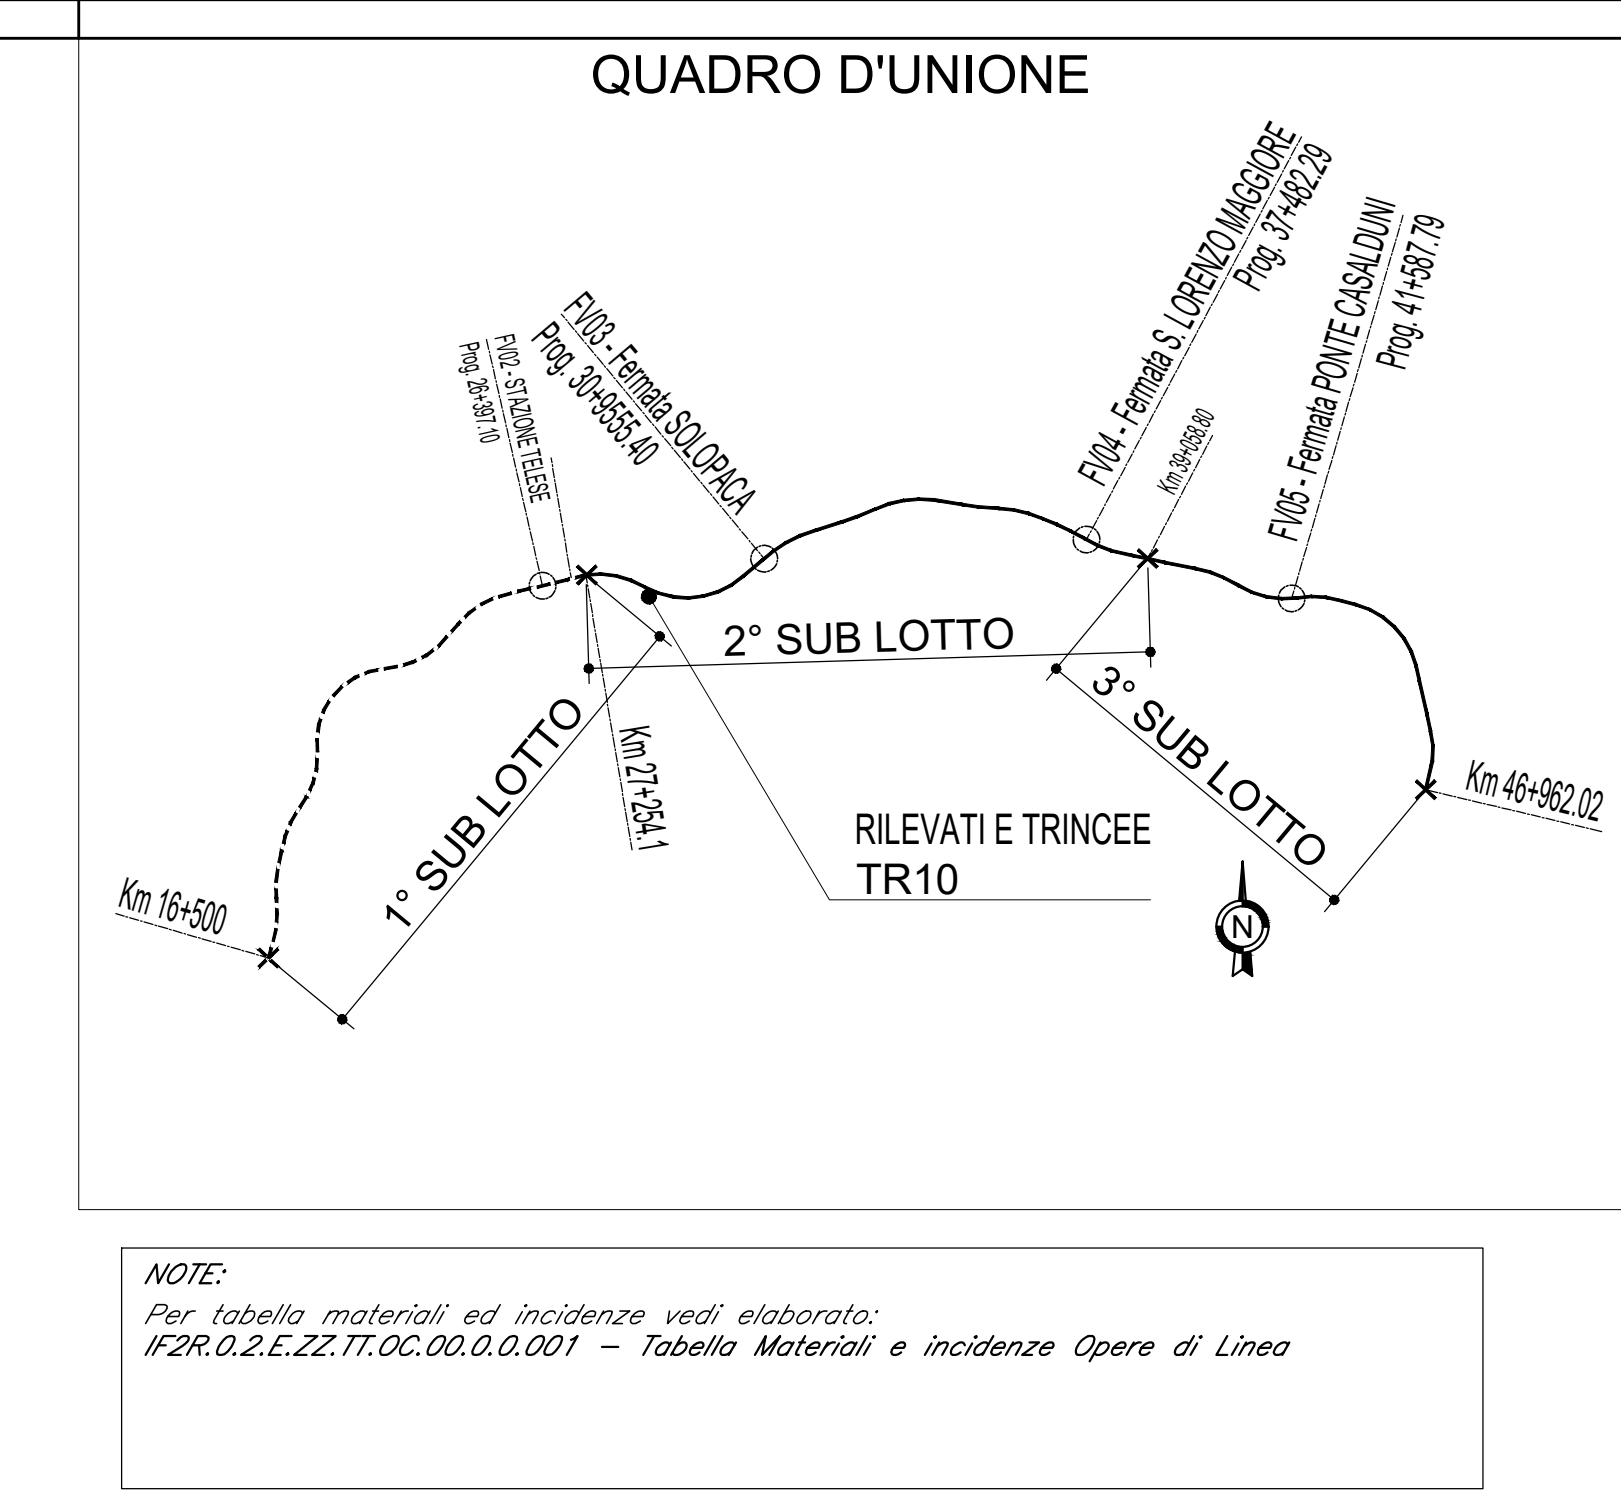 QUADRO D'UNIONE
FV02 - STAZIONE TELESE
Prog. 26+397.10
FV03 - Fermata SOLOPACA
Prog. 30+9555.40
FV04 - Fermata S. LORENZO MAGGIORE
Prog. 37+482.29
Km 39+058.80
FV05 - Fermata PONTE CASALDUNI
Prog. 41+587.79
2° SUB LOTTO
1° SUB LOTTO
3° SUB LOTTO
Km 27+254.1
Km 46+962.02
RILEVATI E TRINCEE
TR10
Km 16+500
N
NOTE:
Per tabella materiali ed incidenze vedi elaborato:
IF2R.0.2.E.ZZ.TT.OC.00.0.0.001 – Tabella Materiali e incidenze Opere di Linea